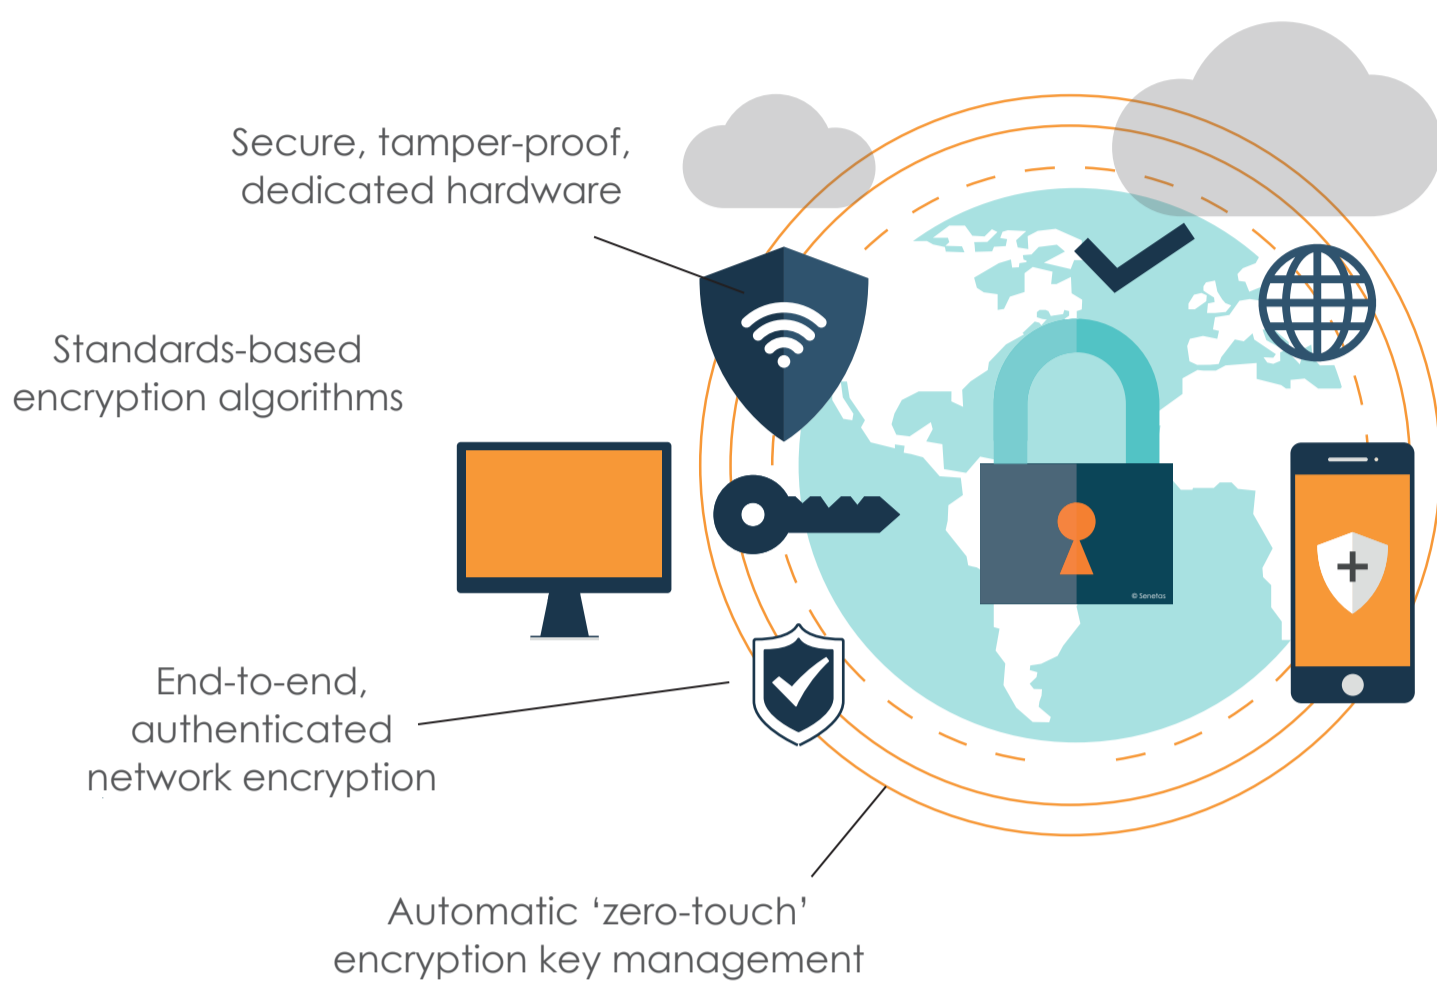 Secure, tamper-proof,
dedicated hardware
Standards-based
encryption algorithms
© Senetas
End-to-end,
authenticated
network encryption
Automatic ‘zero-touch’
encryption key management